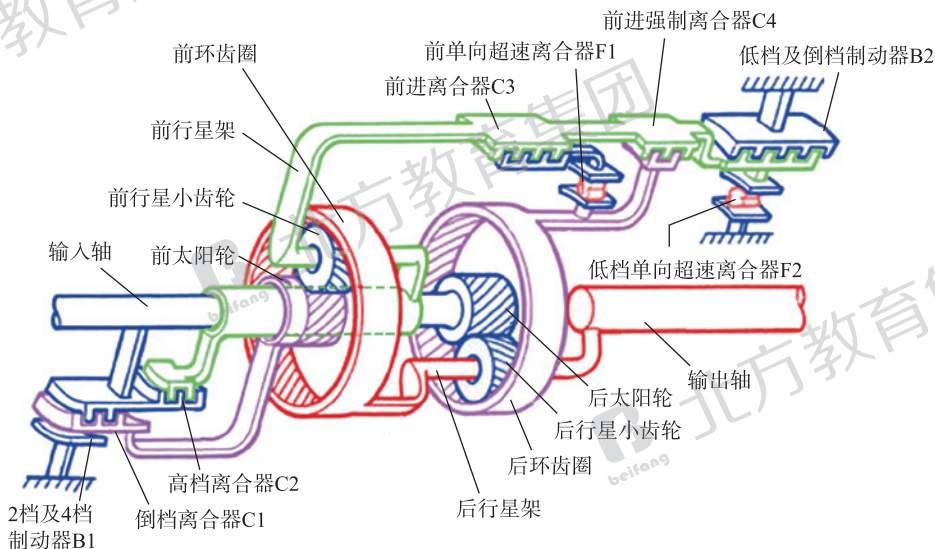 前进强制离合器C4
前环齿圈
前单向超速离合器F1
低档及倒档制动器B2
前进离合器C3
前行星架
前行星小齿轮
输入轴
前太阳轮
低档单向超速离合器F2
输出轴
后太阳轮
后行星小齿轮
后环齿圈
高档离合器C2
后行星架
2档及4档
制动器B1
倒档离合器C1
教育集
北方教育集团
beifang
北方教育集
beifang